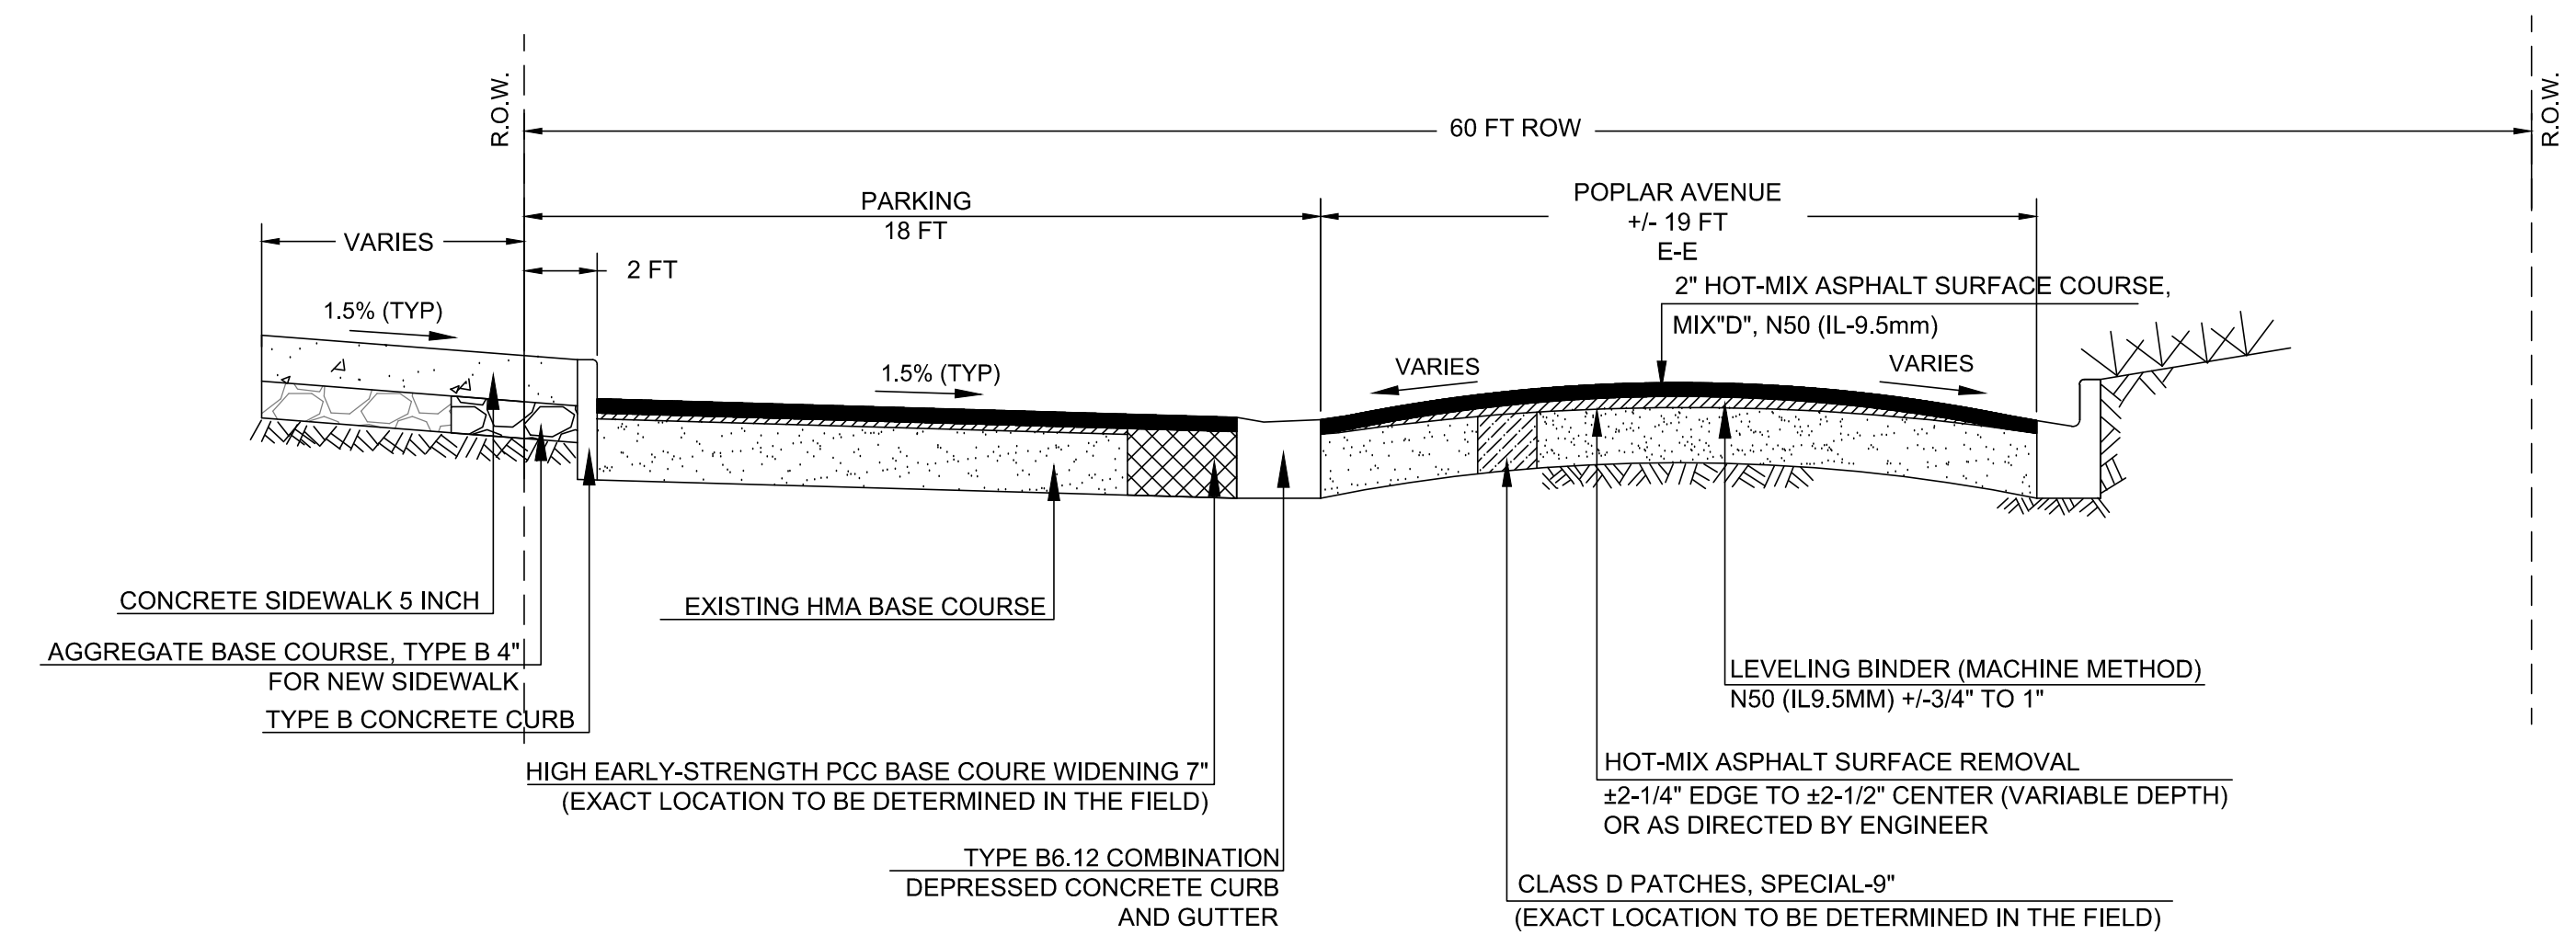 R.O.W.
R.O.W.
60 FT ROW
PARKING
18 FT
POPLAR AVENUE
+/- 19 FT
E-E
VARIES
2 FT
2" HOT-MIX ASPHALT SURFACE COURSE,
MIX"D", N50 (IL-9.5mm)
1.5% (TYP)
1.5% (TYP)
VARIES
VARIES
CONCRETE SIDEWALK 5 INCH
EXISTING HMA BASE COURSE
AGGREGATE BASE COURSE, TYPE B 4"
FOR NEW SIDEWALK
TYPE B CONCRETE CURB
LEVELING BINDER (MACHINE METHOD)
N50 (IL9.5MM) +/-3/4" TO 1"
HIGH EARLY-STRENGTH PCC BASE COURE WIDENING 7"
(EXACT LOCATION TO BE DETERMINED IN THE FIELD)
HOT-MIX ASPHALT SURFACE REMOVAL
±2-1/4" EDGE TO ±2-1/2" CENTER (VARIABLE DEPTH)
OR AS DIRECTED BY ENGINEER
TYPE B6.12 COMBINATION
DEPRESSED CONCRETE CURB
AND GUTTER
CLASS D PATCHES, SPECIAL-9"
(EXACT LOCATION TO BE DETERMINED IN THE FIELD)